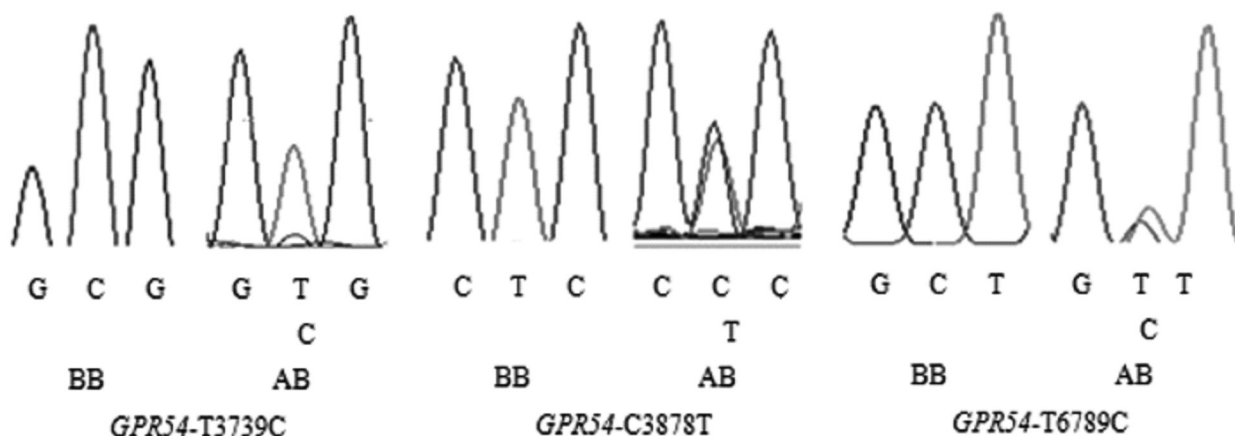 G C G G T G C T C C C C G C T G T T
C T C
BB AB BB AB BB AB
GPR54-T3739C GPR54-C3878T GPR54-T6789C